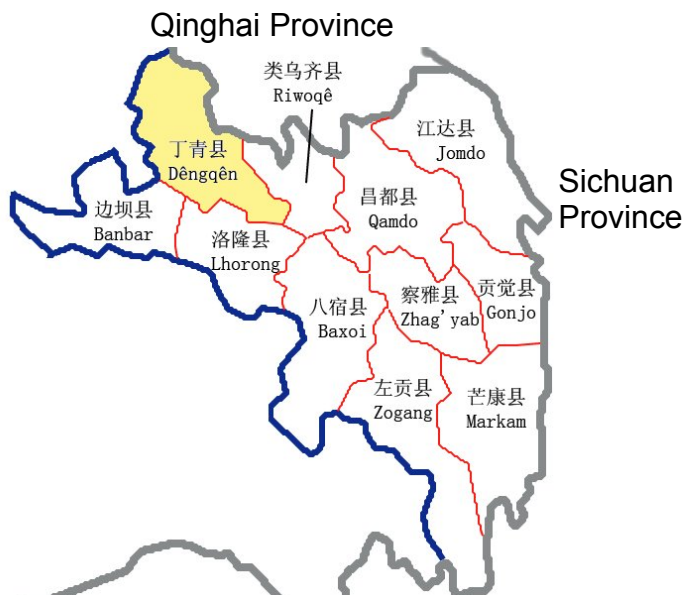 Qinghai Province
类乌齐县
Riwoqê
江达县
Jomdo
丁青县
Dêngqên
Sichuan
Province
昌都县
Qamdo
边坝县
Banbar
洛隆县
Lhorong
八宿县
Baxoi
察雅县
Zhag'yab
贡觉县
Gonjo
左贡县
Zogang
芒康县
Markam